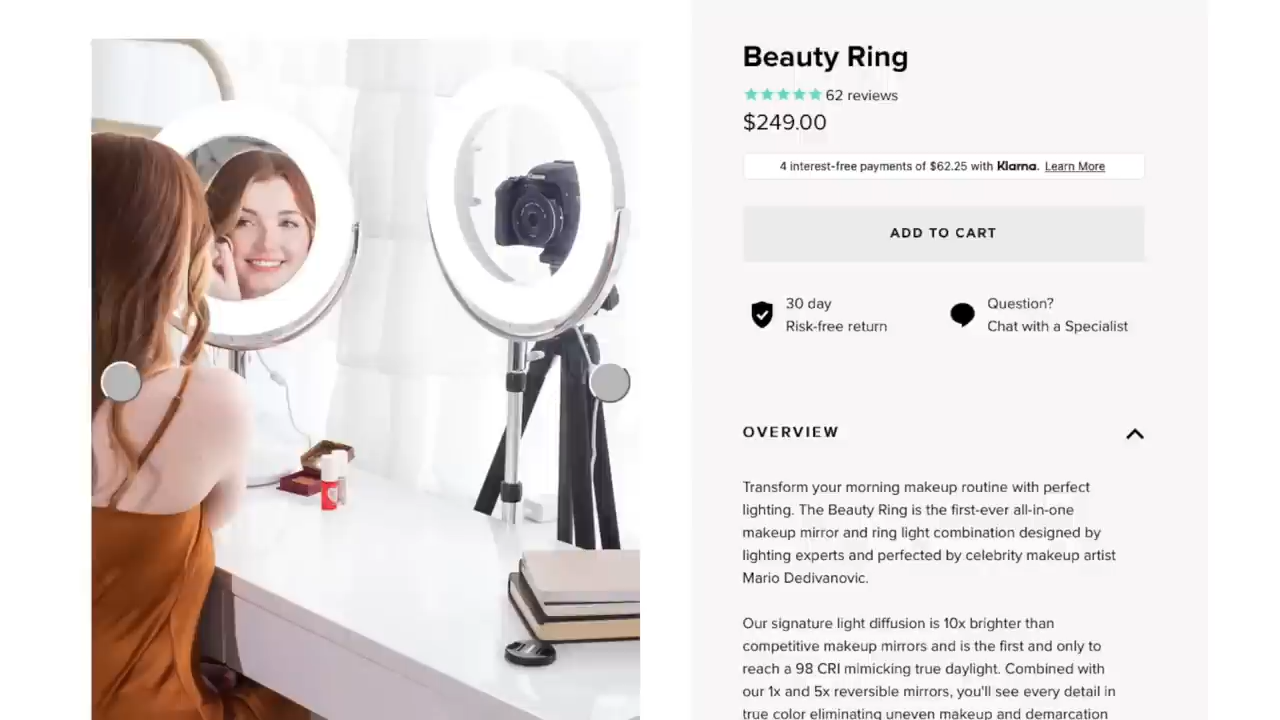 Beauty Ring
62 reviews
$249.00
4 interest-free payments of $62.25 with Klarna. Learn More
ADD TO CART
30 day
Risk-free return
Question?
Chat with a Specialist
OVERVIEW
Transform your morning makeup routine with perfect
lighting. The Beauty Ring is the first-ever all-in-one
makeup mirror and ring light combination designed by
lighting experts and perfected by celebrity makeup artist
Mario Dedivanovic.
Our signature light diffusion is 10x brighter than
competitive makeup mirrors and is the first and only to
reach a 98 CRI mimicking true daylight. Combined with
our 1x and 5x reversible mirrors, you'll see every detail in
true color eliminating uneven makeup and demarcation